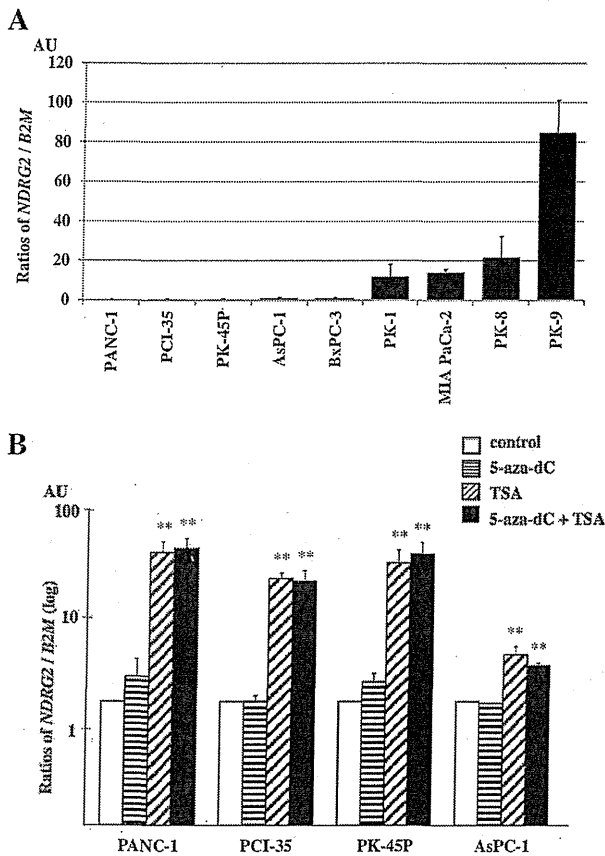 A
AU
120
100
80
60
40
20
0
Ratios of NDRG2 / B2M
PANC-1
PCI-35
PK-45P
AsPC-1
BxPC-3
PK-1
MIA PaCa-2
PK-8
PK-9
B
control
5-aza-dC
TSA
5-aza-dC + TSA
AU
100
10
1
Ratios of NDRG2 / B2M (log)
** **
** **
** **
** **
PANC-1 PCI-35 PK-45P AsPC-1